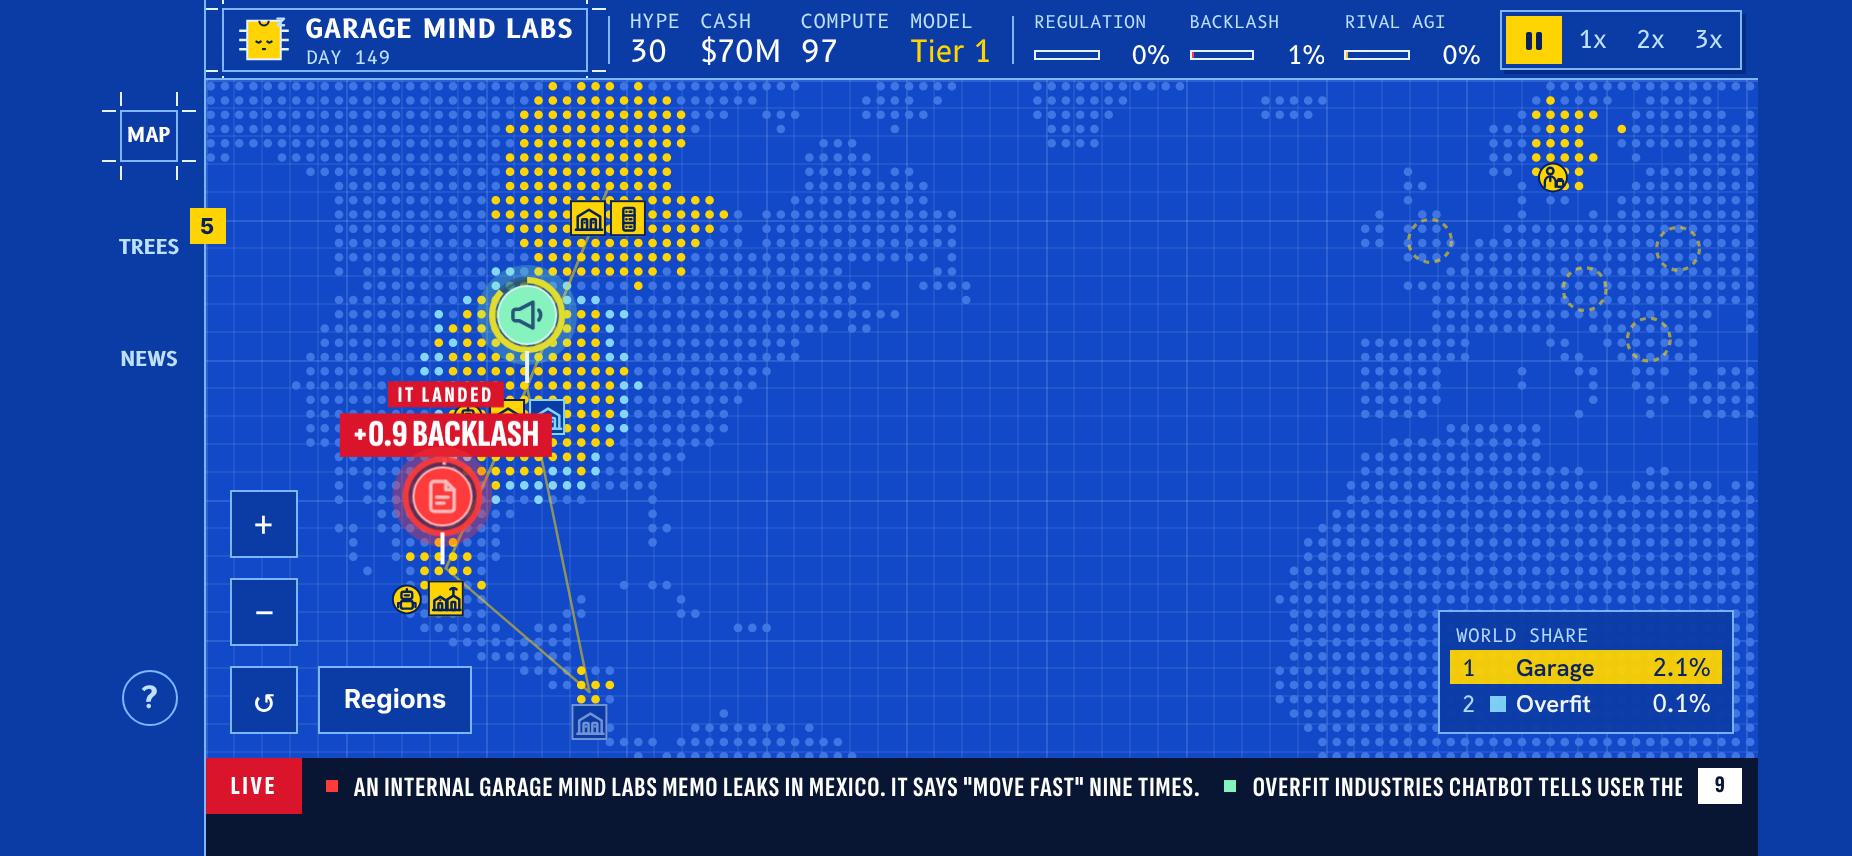 GARAGE MIND LABS
DAY 149
HYPE
30
CASH
$70M
COMPUTE
97
MODEL
Tier 1
REGULATION
0%
BACKLASH
1%
RIVAL AGI
0%
1x
2x
3x
MAP
5
TREES
NEWS
?
IT LANDED
+0.9 BACKLASH
+
−
↺
Regions
WORLD SHARE
1 Garage 2.1%
2 Overfit 0.1%
LIVE
AN INTERNAL GARAGE MIND LABS MEMO LEAKS IN MEXICO. IT SAYS "MOVE FAST" NINE TIMES.
OVERFIT INDUSTRIES CHATBOT TELLS USER THE
9